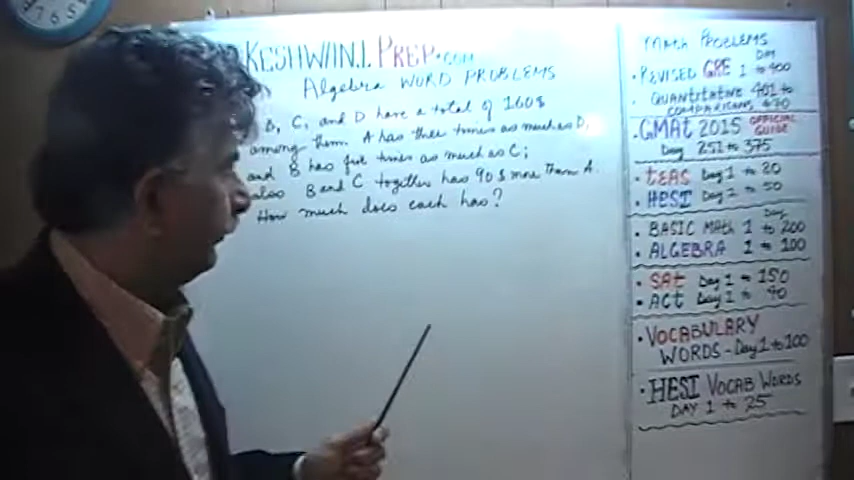 KESHWANI PREP.COM
Algebra WORD PROBLEMS
B, C, and D have a total of 160$
among them. A has three times as much as D,
and B has five times as much as C;
also B and C together has 90$ more than A.
How much does each has?
Math Problems
DAY
• REVISED GRE 1 to 400
• QUANTITATIVE 401 to
COMPARISONS 470
• GMAT 2015 OFFICIAL
GUIDE
Day 251 to 375
• TEAS Day 1 to 80
• HESI Day 1 to 50
Day
• BASIC MATH 1 to 200
• ALGEBRA 1 to 100
• SAT Day 1 to 150
• ACT Day 1 to 90
• VOCABULARY
WORDS - Day 1 to 100
• HESI VOCAB WORDS
DAY 1 to 25